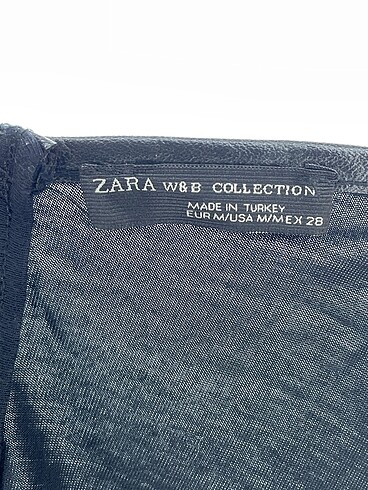 ZARA W&B COLLECTION
MADE IN TURKEY
EUR M/USA M/MEX 28